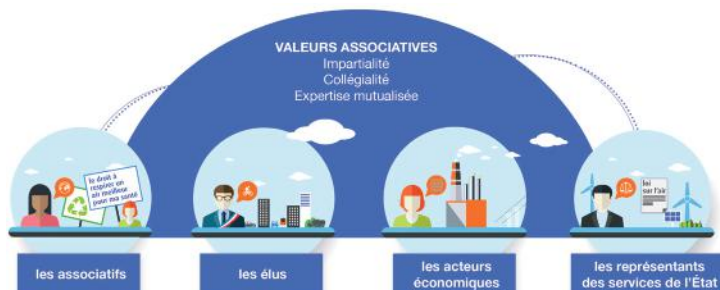 VALEURS ASSOCIATIVES
Impartialité
Collégialité
Expertise mutualisée
le droit à
respirer un
air meilleur
pour ma santé
loi
sur l'air
les associatifs
les élus
les acteurs
économiques
les représentants
des services de l'État